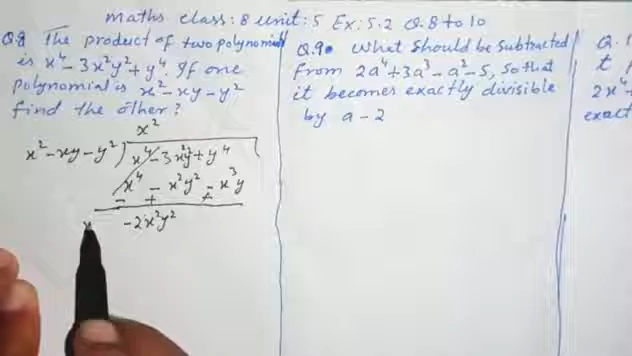 maths class: 8 unit: 5 Ex: 5.2 Q.8 to 10
Q.8 The product of two polynomial
is x⁴ - 3x²y² + y⁴. If one
polynomial is x² - xy - y²
find the other?
x²
x² - xy - y² ) x⁴ - 3x²y² + y⁴
x⁴ - x²y² - x³y
- + +
-2x²y²
Q.9. What should be subtracted
from 2a⁴ + 3a³ - a² - 5, so that
it becomes exactly divisible
by a - 2
Q.1
t
2x⁴
exact